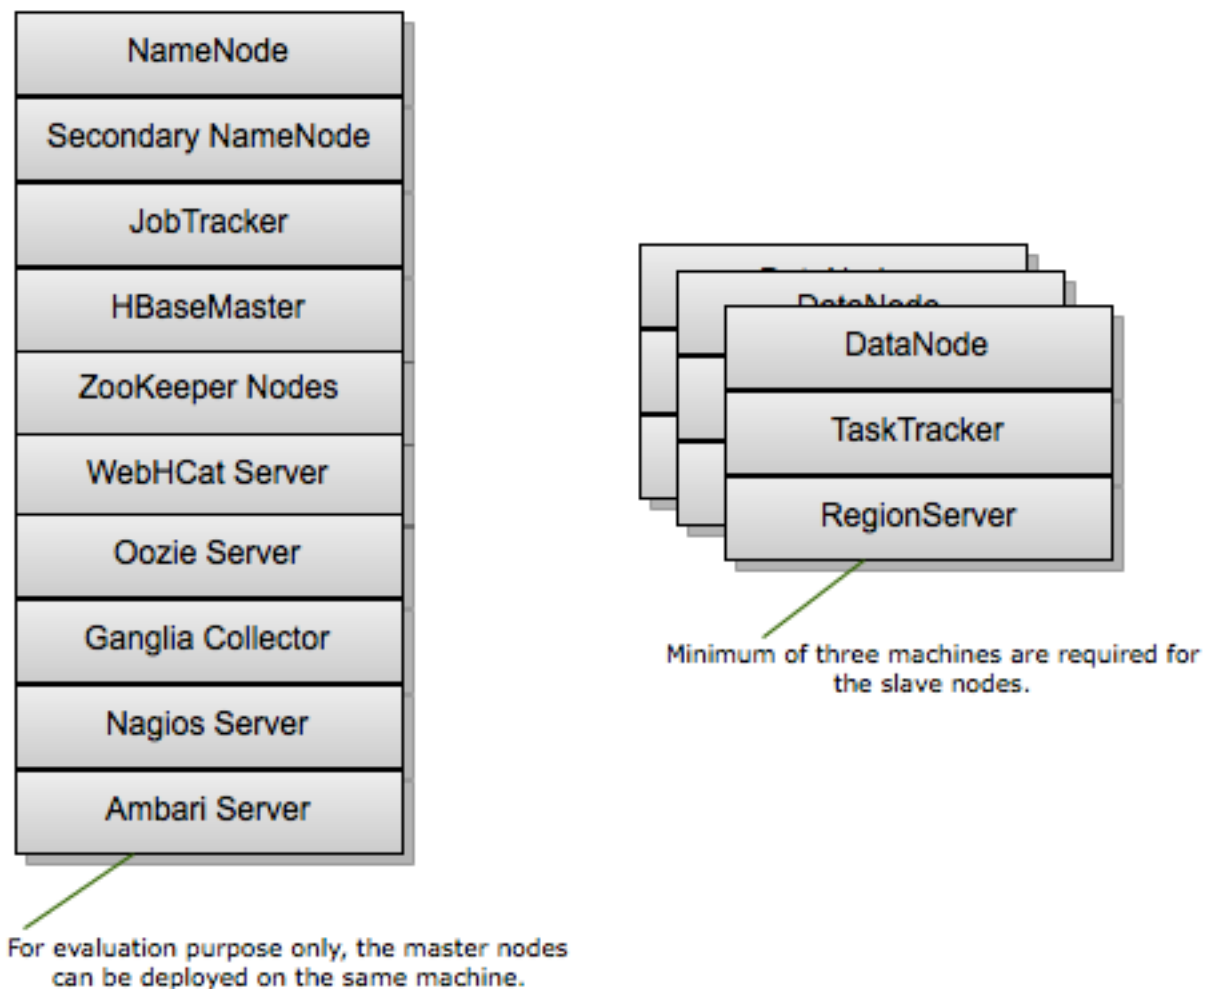 NameNode
Secondary NameNode
JobTracker
HBaseMaster
ZooKeeper Nodes
WebHCat Server
Oozie Server
Ganglia Collector
Nagios Server
Ambari Server
For evaluation purpose only, the master nodes
can be deployed on the same machine.
DataNode
DataNode
DataNode
TaskTracker
RegionServer
Minimum of three machines are required for
the slave nodes.